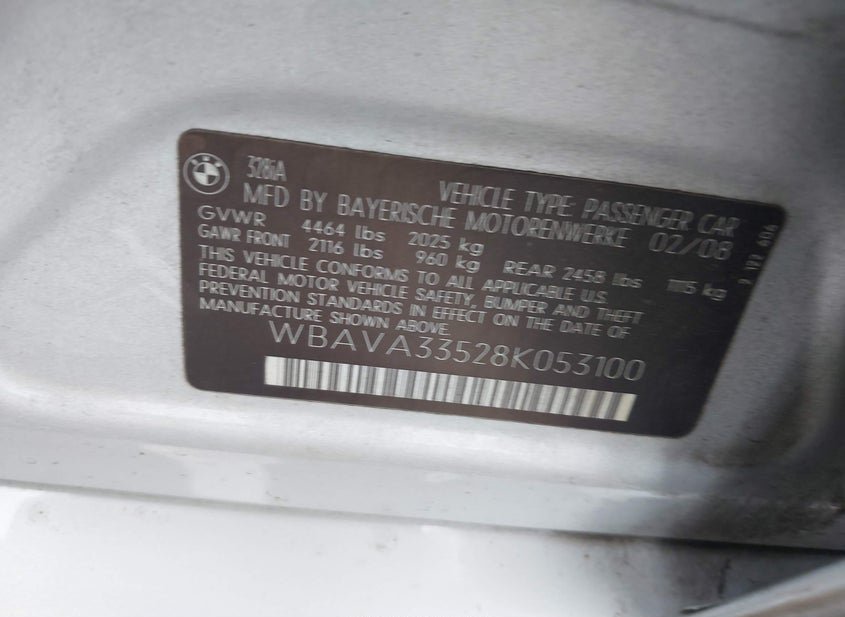 BMW
328iA
VEHICLE TYPE: PASSENGER CAR
MFD BY BAYERISCHE MOTORENWERKE 02/08
GVWR 4464 lbs 2025 kg
GAWR FRONT 2116 lbs 960 kg REAR 2458 lbs 1115 kg
THIS VEHICLE CONFORMS TO ALL APPLICABLE U.S.
FEDERAL MOTOR VEHICLE SAFETY, BUMPER AND THEFT
PREVENTION STANDARDS IN EFFECT ON THE DATE OF
MANUFACTURE SHOWN ABOVE.
WBAVA33528K053100